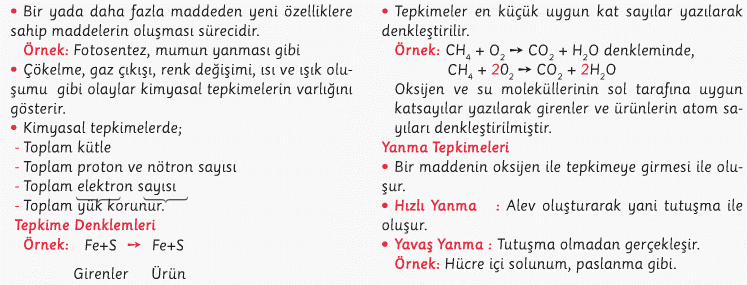 • Bir yada daha fazla maddeden yeni özelliklere
sahip maddelerin oluşması sürecidir.
Örnek: Fotosentez, mumun yanması gibi
• Çökelme, gaz çıkışı, renk değişimi, ısı ve ışık olu-
şumu gibi olaylar kimyasal tepkimelerin varlığını
gösterir.
• Kimyasal tepkimelerde;
- Toplam kütle
- Toplam proton ve nötron sayısı
- Toplam elektron sayısı
- Toplam yük korunur.
Tepkime Denklemleri
Örnek: Fe+S → Fe+S
Girenler Ürün
• Tepkimeler en küçük uygun kat sayılar yazılarak
denkleştirilir.
Örnek: CH₄ + O₂ → CO₂ + H₂O denkleminde,
CH₄ + 2O₂ → CO₂ + 2H₂O
Oksijen ve su moleküllerinin sol tarafına uygun
katsayılar yazılarak girenler ve ürünlerin atom sa-
yıları denkleştirilmiştir.
Yanma Tepkimeleri
• Bir maddenin oksijen ile tepkimeye girmesi ile olu-
şur.
• Hızlı Yanma : Alev oluşturarak yani tutuşma ile
oluşur.
• Yavaş Yanma : Tutuşma olmadan gerçekleşir.
Örnek: Hücre içi solunum, paslanma gibi.